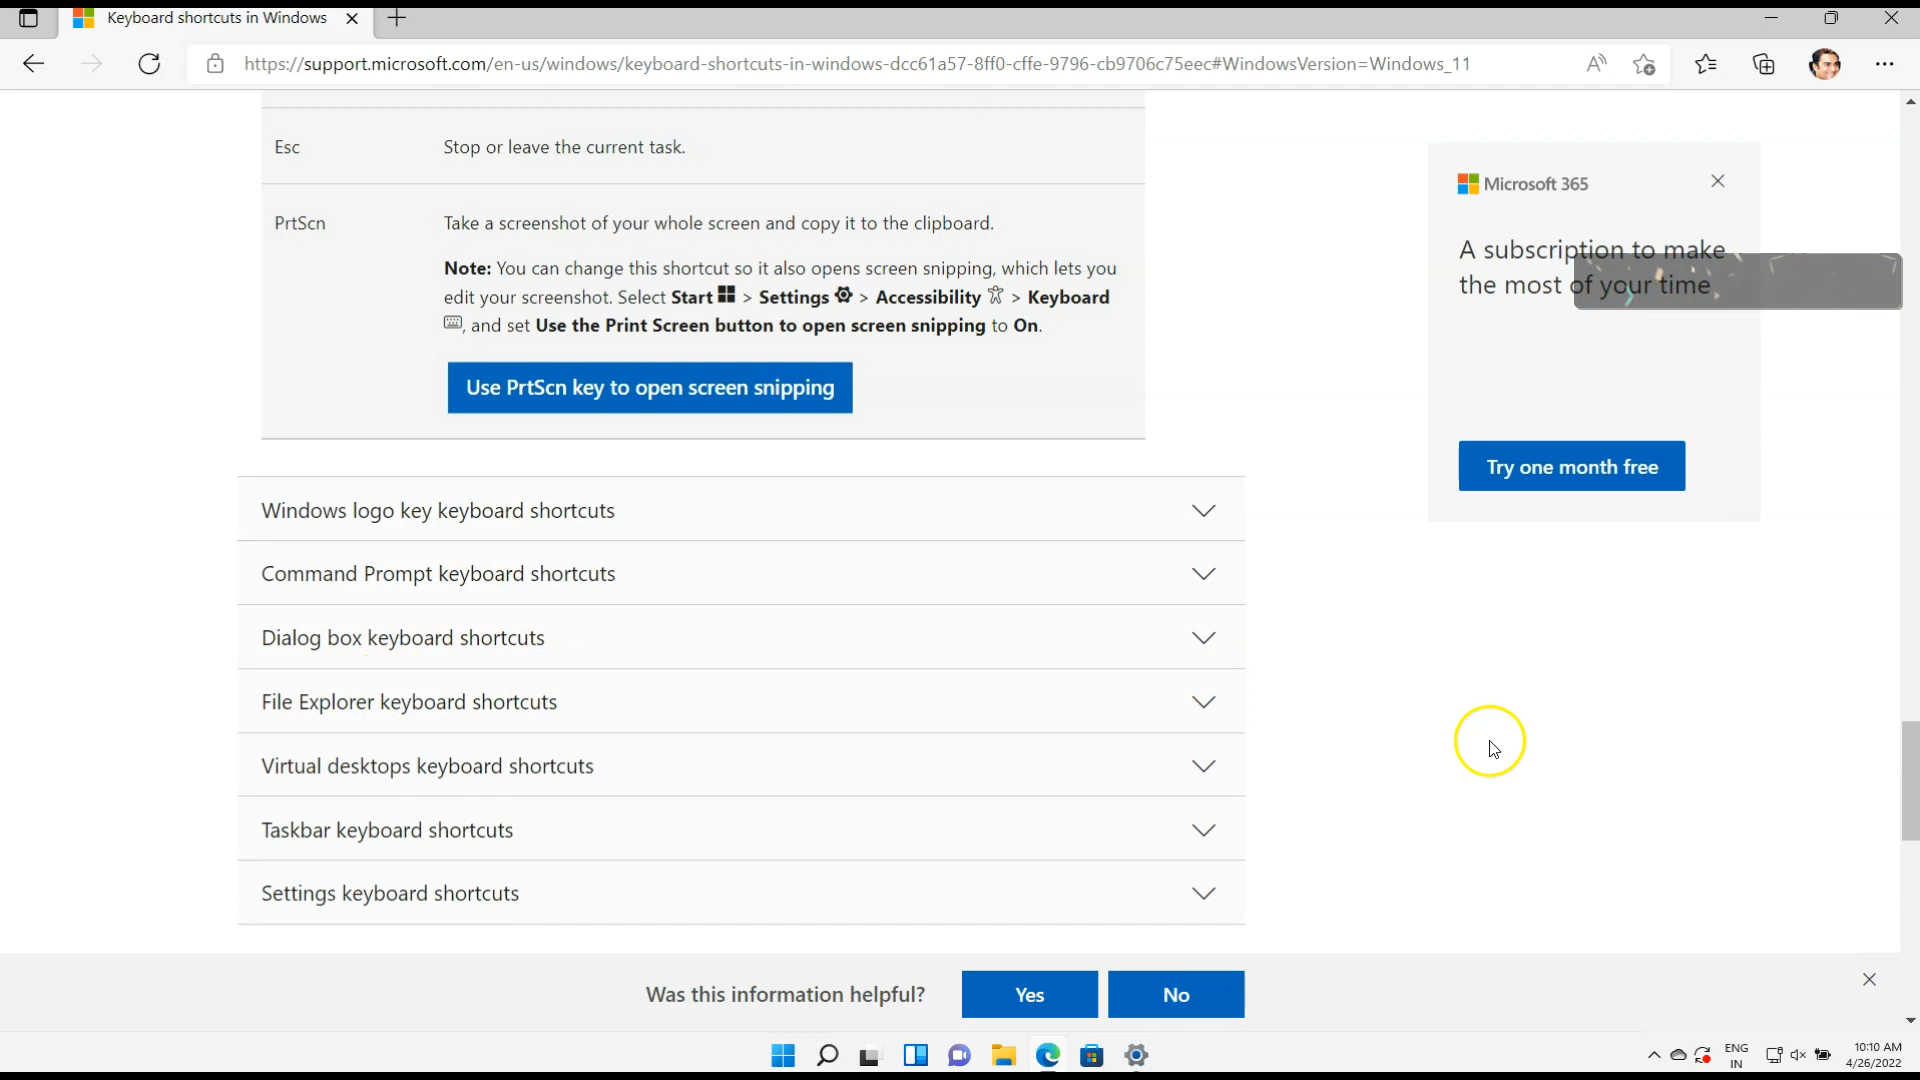 Keyboard shortcuts in Windows
https://support.microsoft.com/en-us/windows/keyboard-shortcuts-in-windows-dcc61a57-8ff0-cffe-9796-cb9706c75eec#WindowsVersion=Windows_11
Esc
Stop or leave the current task.
PrtScn
Take a screenshot of your whole screen and copy it to the clipboard.
Note: You can change this shortcut so it also opens screen snipping, which lets you
edit your screenshot. Select Start > Settings > Accessibility > Keyboard
, and set Use the Print Screen button to open screen snipping to On.
Use PrtScn key to open screen snipping
Microsoft 365
A subscription to make
the most of your time
Try one month free
Windows logo key keyboard shortcuts
Command Prompt keyboard shortcuts
Dialog box keyboard shortcuts
File Explorer keyboard shortcuts
Virtual desktops keyboard shortcuts
Taskbar keyboard shortcuts
Settings keyboard shortcuts
Was this information helpful?
Yes
No
ENG
IN
10:10 AM
4/26/2022